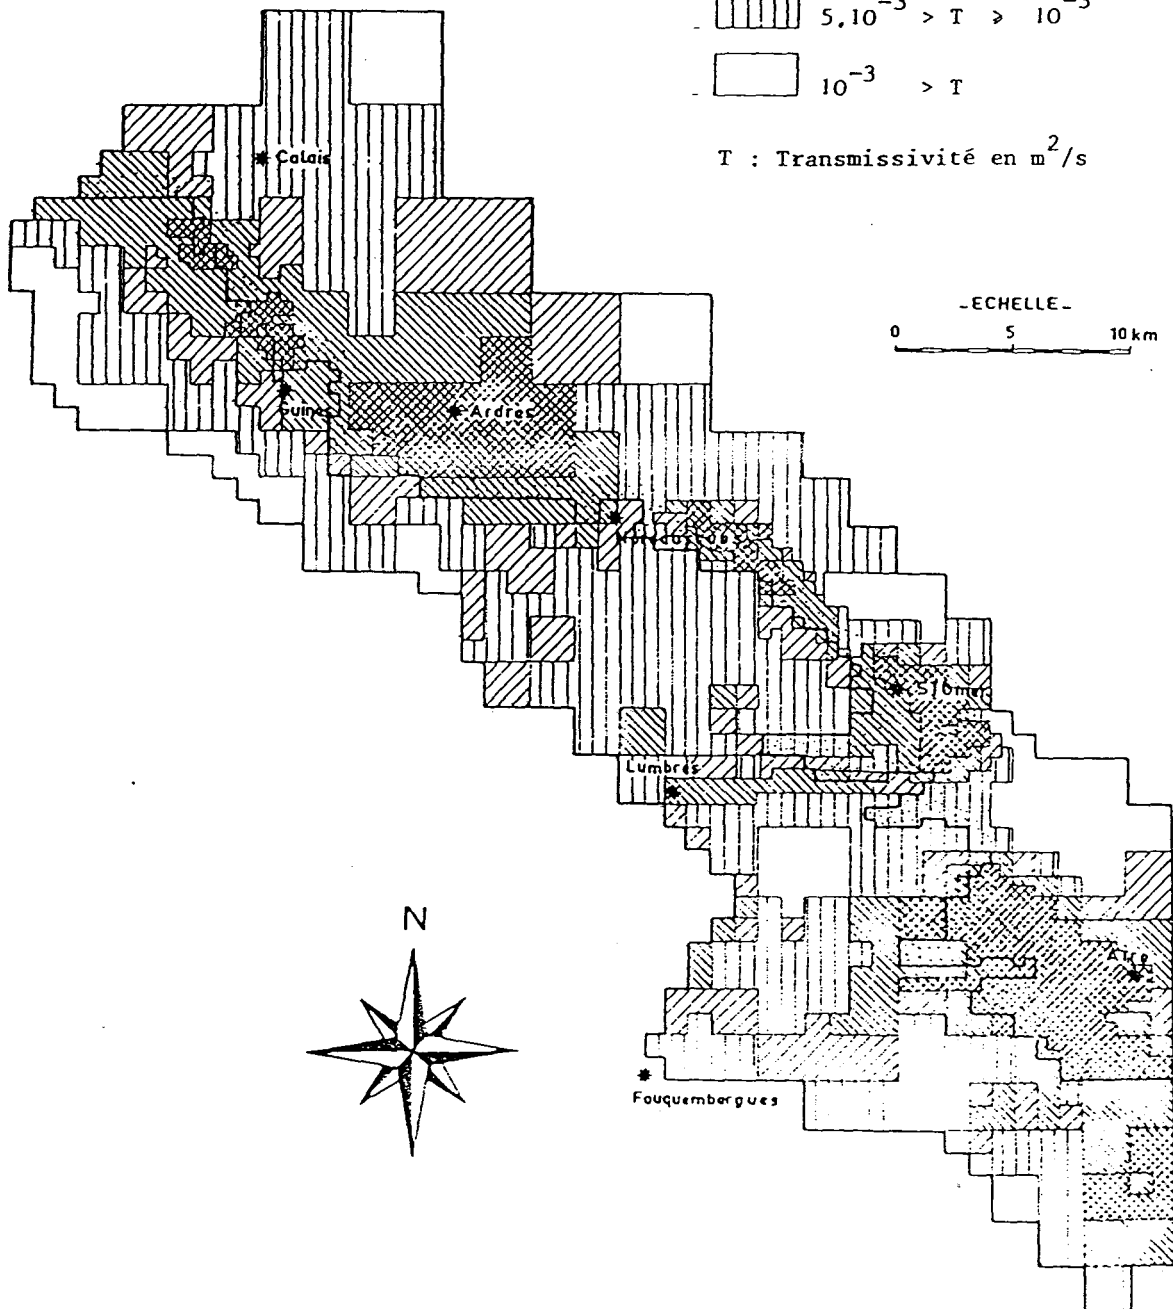 5.10⁻³ > T ⩾ 10⁻³
10⁻³ > T
T : Transmissivité en m²/s
Calais
-ECHELLE-
0 5 10 km
Guines
Ardres
St Omer
Lumbres
Aire
N
Fouquembergues